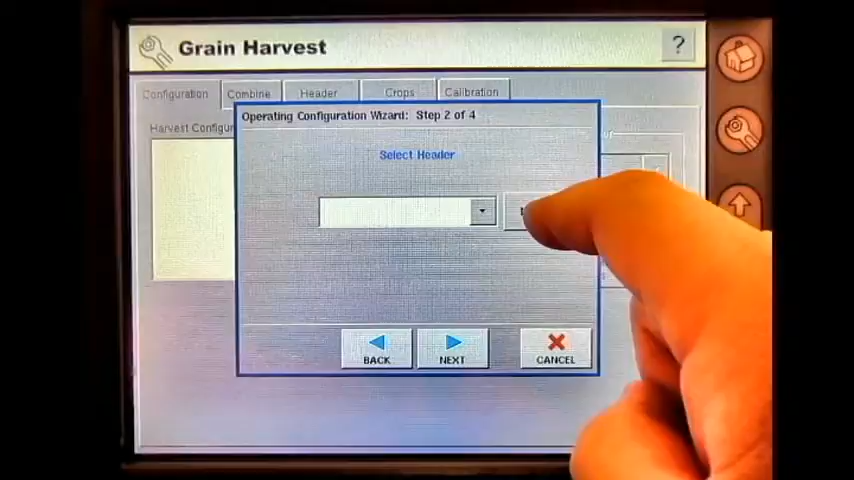 Grain Harvest
?
Configuration
Combine
Header
Crops
Calibration
Harvest Configur
Operating Configuration Wizard: Step 2 of 4
Select Header
BACK
NEXT
CANCEL